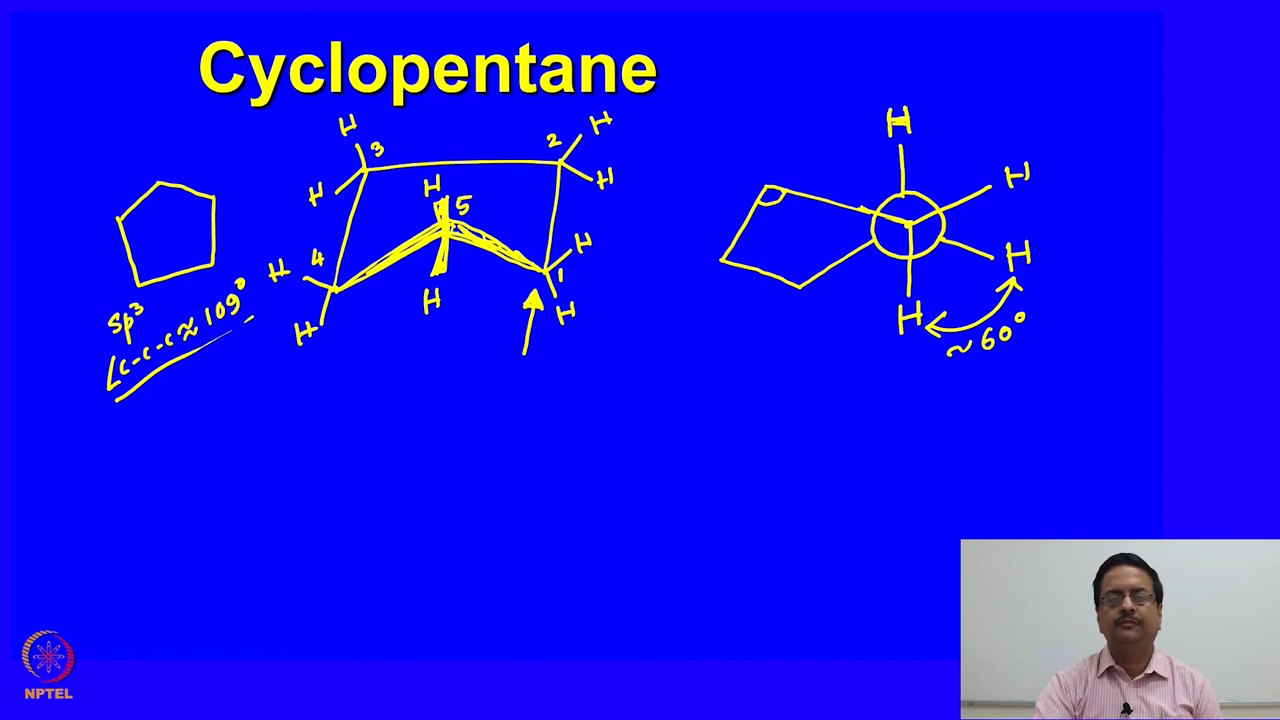 Cyclopentane
H
3
2
H
H
H
H
5
H
1
H
H
4
H
H
Sp³
∠C-C-C ≈ 109°
H
H
H
H
~60°
NPTEL